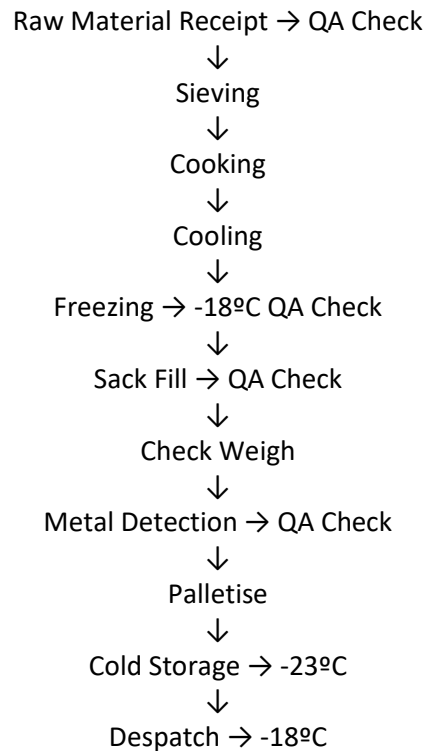 Raw Material Receipt → QA Check
↓
Sieving
↓
Cooking
↓
Cooling
↓
Freezing → -18ºC QA Check
↓
Sack Fill → QA Check
↓
Check Weigh
↓
Metal Detection → QA Check
↓
Palletise
↓
Cold Storage → -23ºC
↓
Despatch → -18ºC